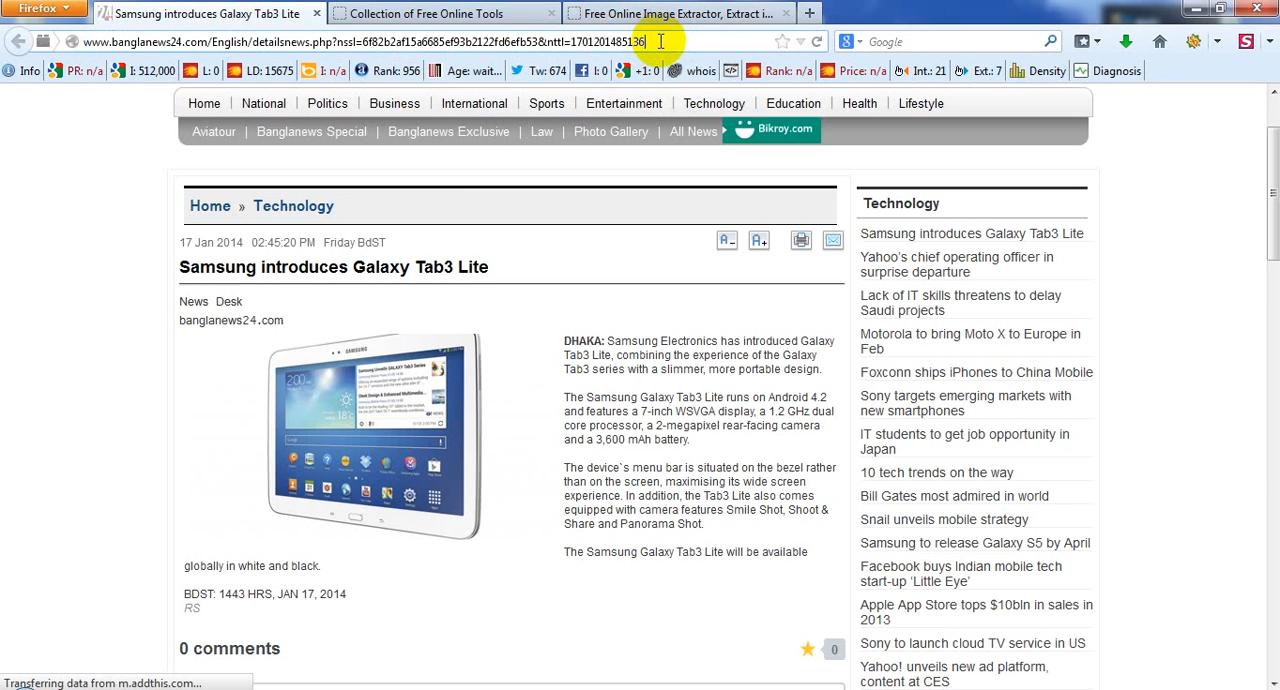 Firefox
Samsung introduces Galaxy Tab3 Lite
Collection of Free Online Tools
Free Online Image Extractor, Extract i...
www.banglanews24.com/English/detailsnews.php?nssl=6f82b2af15a9685ef93b2122fd6efb53&nttl=1701201485136
Google
Info
PR: n/a
I: 512,000
L: 0
LD: 15675
I: n/a
Rank: 956
Age: wait...
Tw: 674
l: 0
+1: 0
whois
Rank: n/a
Price: n/a
Int.: 21
Ext.: 7
Density
Diagnosis
Home | National | Politics | Business | International | Sports | Entertainment | Technology | Education | Health | Lifestyle
Aviatour | Banglanews Special | Banglanews Exclusive | Law | Photo Gallery | All News
Bikroy.com
Home » Technology
17 Jan 2014 02:45:20 PM Friday BdST
A- A+
Samsung introduces Galaxy Tab3 Lite
News Desk
banglanews24.com
SAMSUNG
DHAKA: Samsung Electronics has introduced Galaxy
Tab3 Lite, combining the experience of the Galaxy
Tab3 series with a slimmer, more portable design.
The Samsung Galaxy Tab3 Lite runs on Android 4.2
and features a 7-inch WSVGA display, a 1.2 GHz dual
core processor, a 2-megapixel rear-facing camera
and a 3,600 mAh battery.
The device`s menu bar is situated on the bezel rather
than on the screen, maximising its wide screen
experience. In addition, the Tab3 Lite also comes
equipped with camera features Smile Shot, Shoot &
Share and Panorama Shot.
The Samsung Galaxy Tab3 Lite will be available
globally in white and black.
BDST: 1443 HRS, JAN 17, 2014
RS
0 comments
0
Technology
Samsung introduces Galaxy Tab3 Lite
Yahoo's chief operating officer in
surprise departure
Lack of IT skills threatens to delay
Saudi projects
Motorola to bring Moto X to Europe in
Feb
Foxconn ships iPhones to China Mobile
Sony targets emerging markets with
new smartphones
IT students to get job opportunity in
Japan
10 tech trends on the way
Bill Gates most admired in world
Snail unveils mobile strategy
Samsung to release Galaxy S5 by April
Facebook buys Indian mobile tech
start-up ‘Little Eye’
Apple App Store tops $10bln in sales in
2013
Sony to launch cloud TV service in US
Yahoo! unveils new ad platform,
content at CES
Transferring data from m.addthis.com...